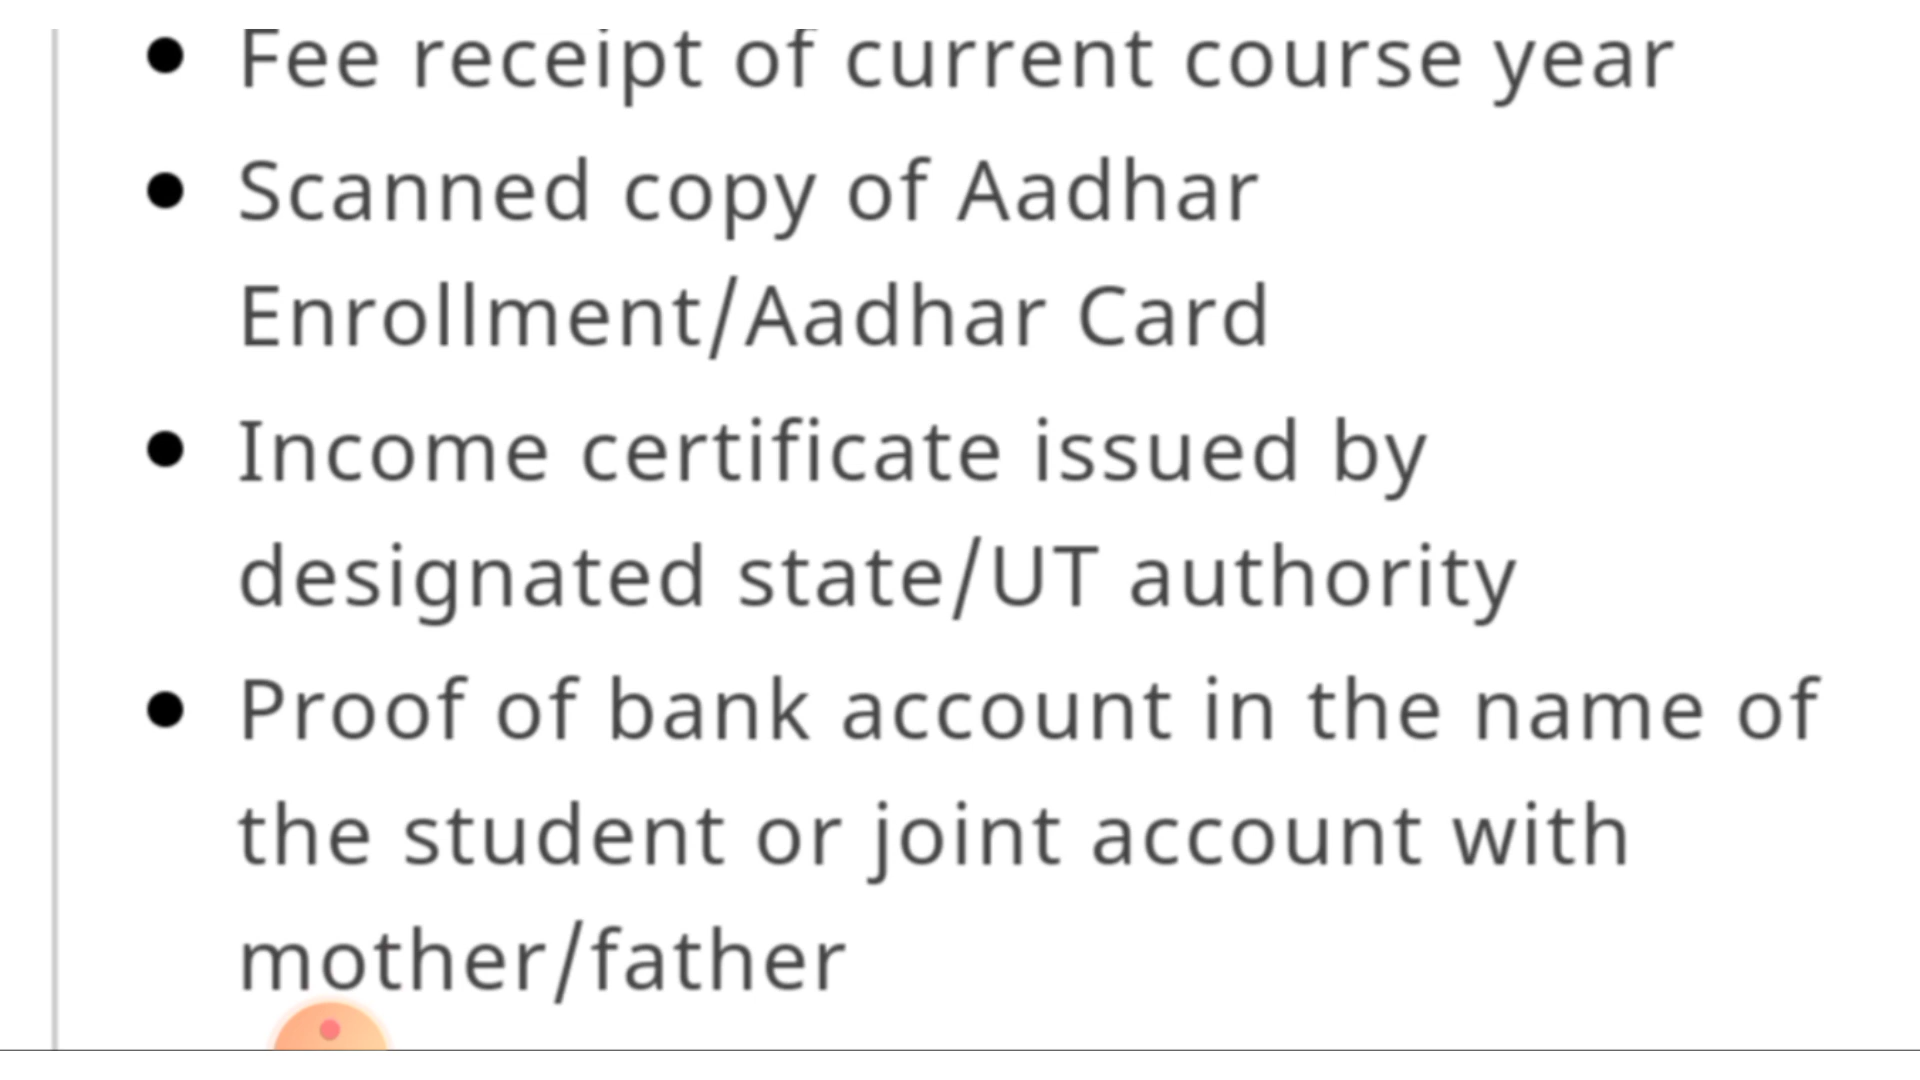 Fee receipt of current course year
Scanned copy of Aadhar
Enrollment/Aadhar Card
Income certificate issued by
designated state/UT authority
Proof of bank account in the name of
the student or joint account with
mother/father